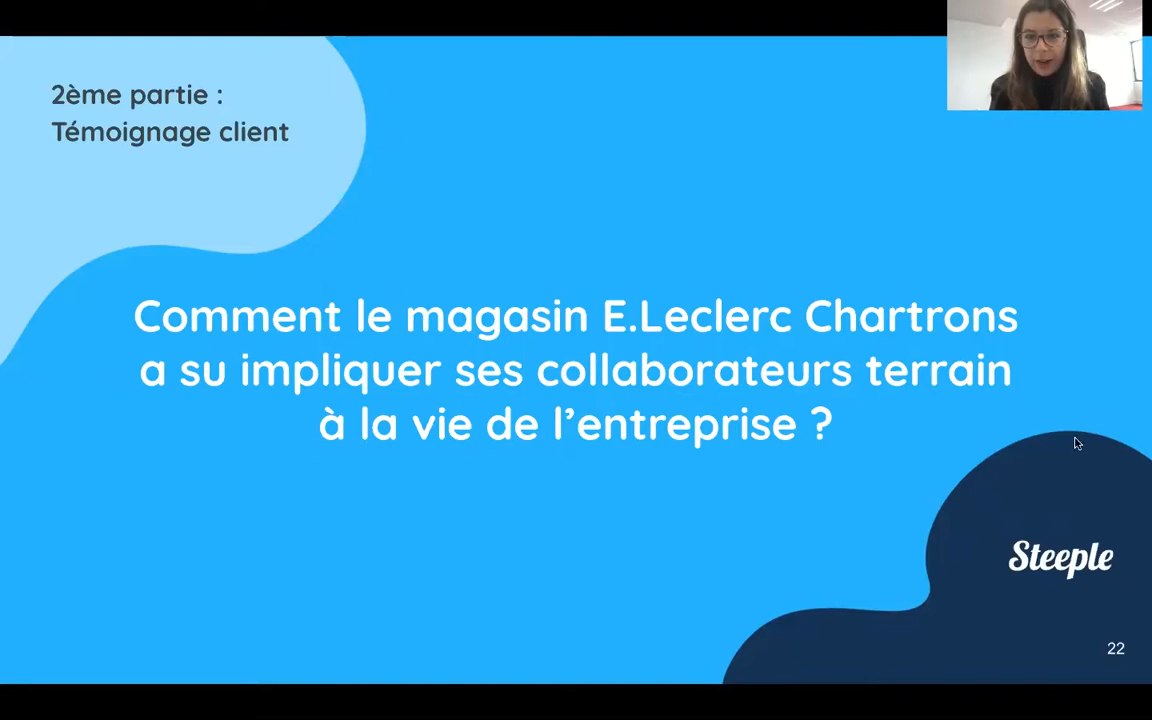 2ème partie :
Témoignage client
Comment le magasin E.Leclerc Chartrons
a su impliquer ses collaborateurs terrain
à la vie de l’entreprise ?
Steeple
22